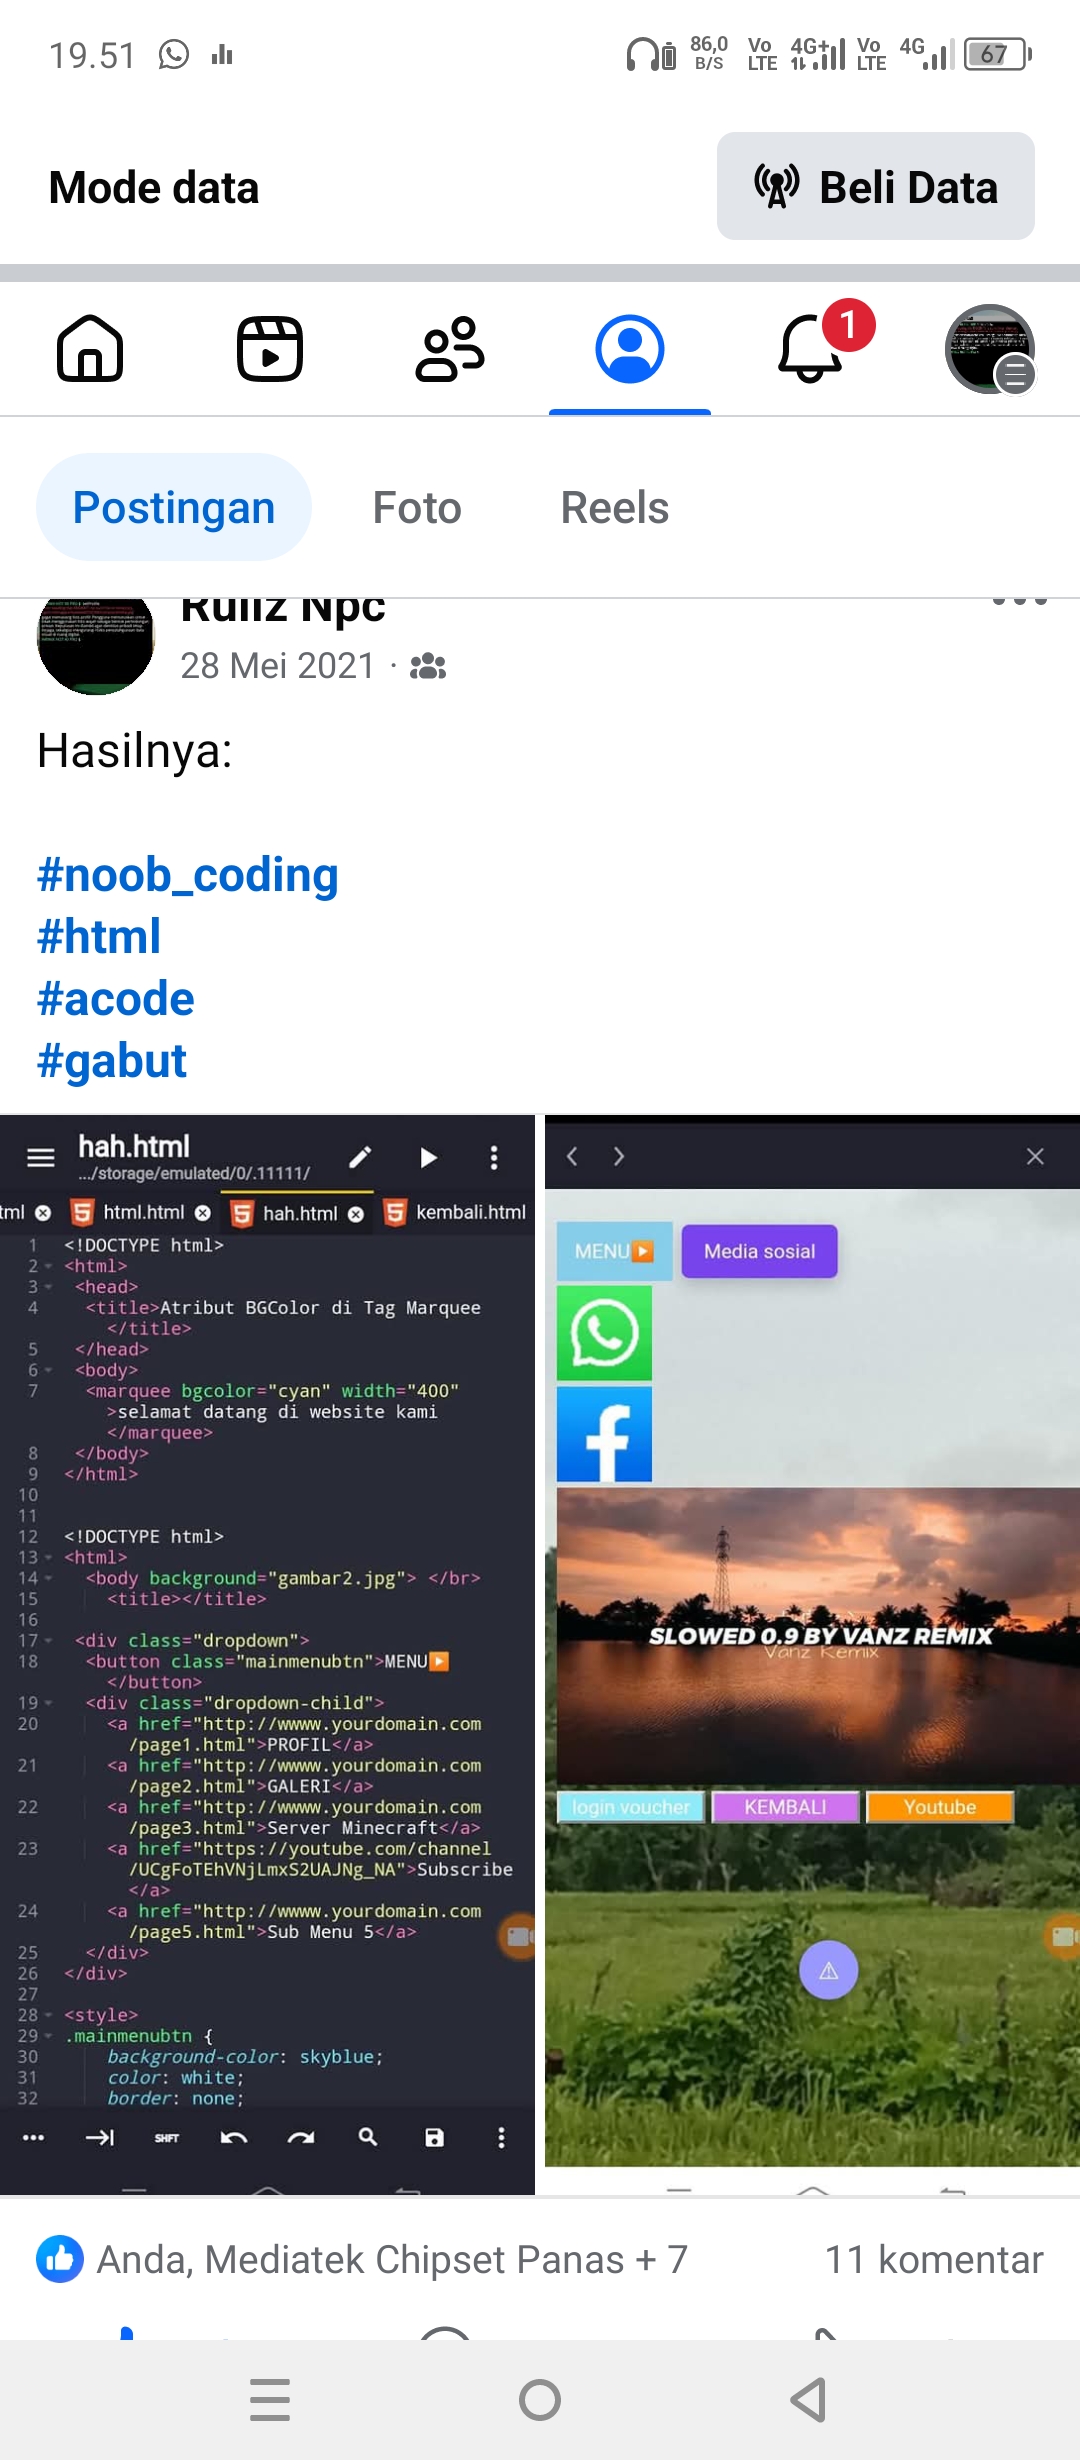 19.51
86,0
B/S
Vo
LTE
4G+
Vo
LTE
4G
67
Mode data
Beli Data
1
Postingan
Foto
Reels
Ruliz Npc
28 Mei 2021 ·
Hasilnya:
#noob_coding
#html
#acode
#gabut
hah.html
.../storage/emulated/0/.11111/
tml
html.html
hah.html
kembali.html
1 <!DOCTYPE html>
2 <html>
3 <head>
4 <title>Atribut BGColor di Tag Marquee
</title>
5 </head>
6 <body>
7 <marquee bgcolor="cyan" width="400"
>selamat datang di website kami
</marquee>
8 </body>
9 </html>
10
11
12 <!DOCTYPE html>
13 <html>
14 <body background="gambar2.jpg"> </br>
15 <title></title>
16
17 <div class="dropdown">
18 <button class="mainmenubtn">MENU▶️
</button>
19 <div class="dropdown-child">
20 <a href="http://wwww.yourdomain.com
/page1.html">PROFIL</a>
21 <a href="http://wwww.yourdomain.com
/page2.html">GALERI</a>
22 <a href="http://wwww.yourdomain.com
/page3.html">Server Minecraft</a>
23 <a href="https://youtube.com/channel
/UCgFoTEhVNjLmxS2UAJNg_NA">Subscribe
</a>
24 <a href="http://wwww.yourdomain.com
/page5.html">Sub Menu 5</a>
25 </div>
26 </div>
27
28 <style>
29 .mainmenubtn {
30 background-color: skyblue;
31 color: white;
32 border: none;
SHFT
MENU▶️
Media sosial
SLOWED 0.9 BY VANZ REMIX
Vanz Remix
login voucher
KEMBALI
Youtube
Anda, Mediatek Chipset Panas + 7
11 komentar